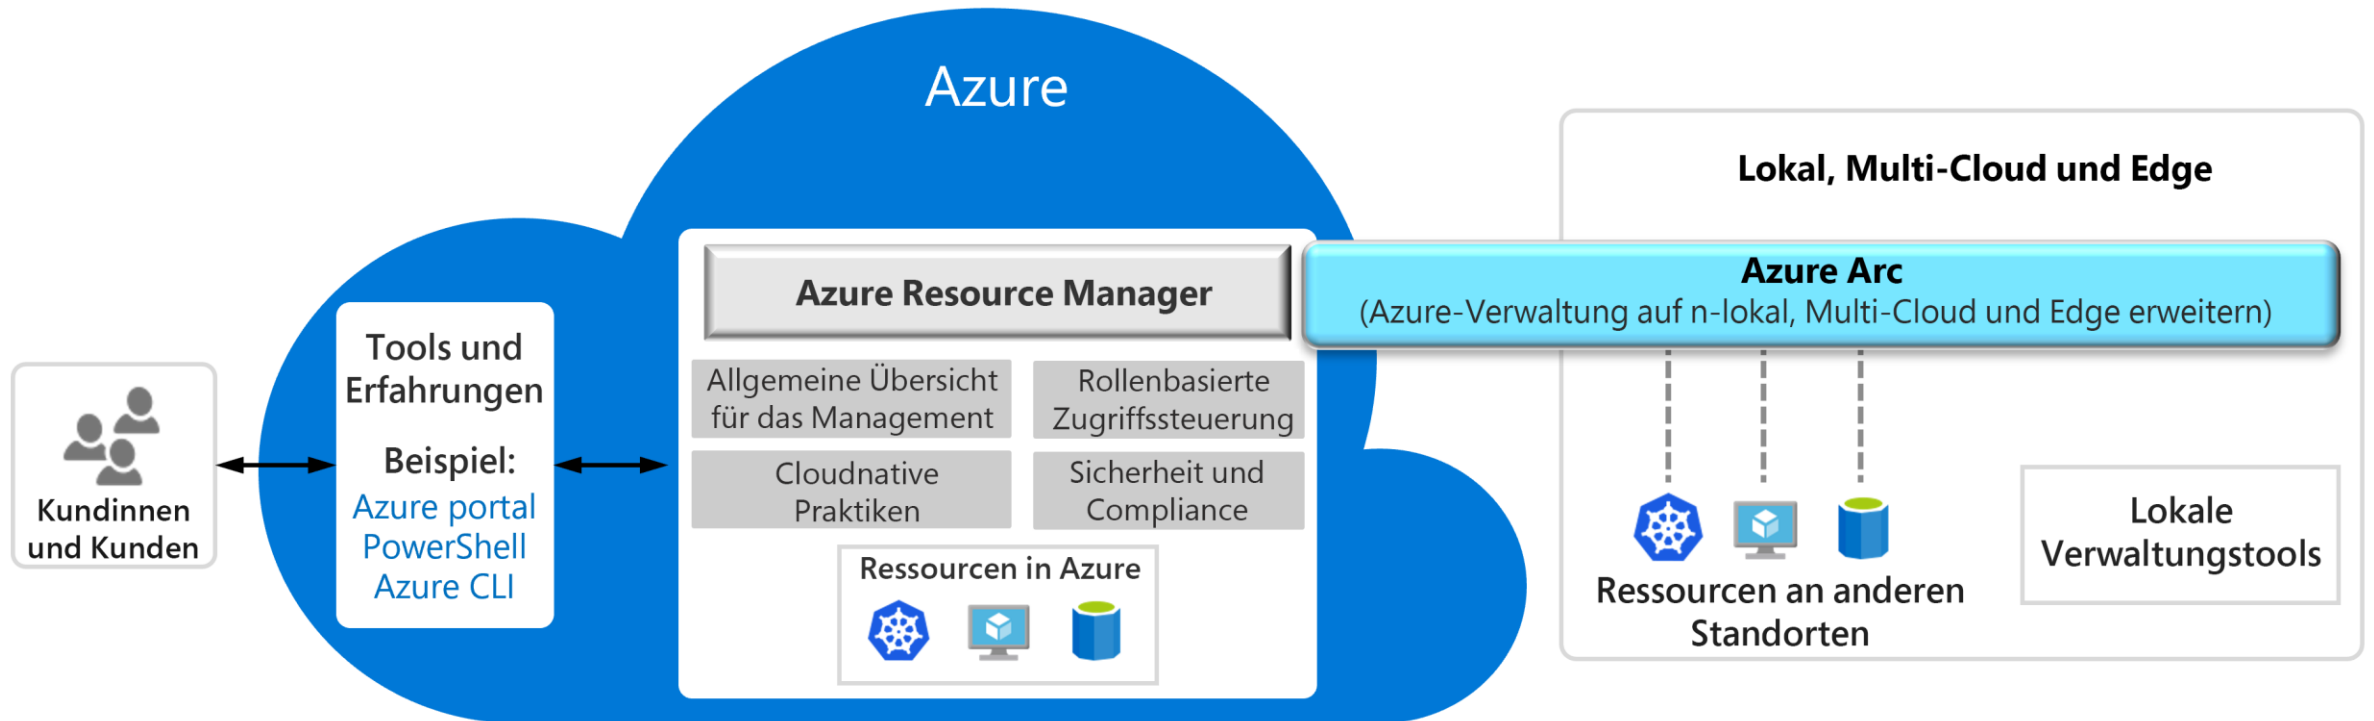 Azure
Kundinnen
und Kunden
Tools und
Erfahrungen
Beispiel:
Azure portal
PowerShell
Azure CLI
Azure Resource Manager
Allgemeine Übersicht
für das Management
Rollenbasierte
Zugriffssteuerung
Cloudnative
Praktiken
Sicherheit und
Compliance
Ressourcen in Azure
Lokal, Multi-Cloud und Edge
Azure Arc
(Azure-Verwaltung auf n-lokal, Multi-Cloud und Edge erweitern)
Ressourcen an anderen
Standorten
Lokale
Verwaltungstools